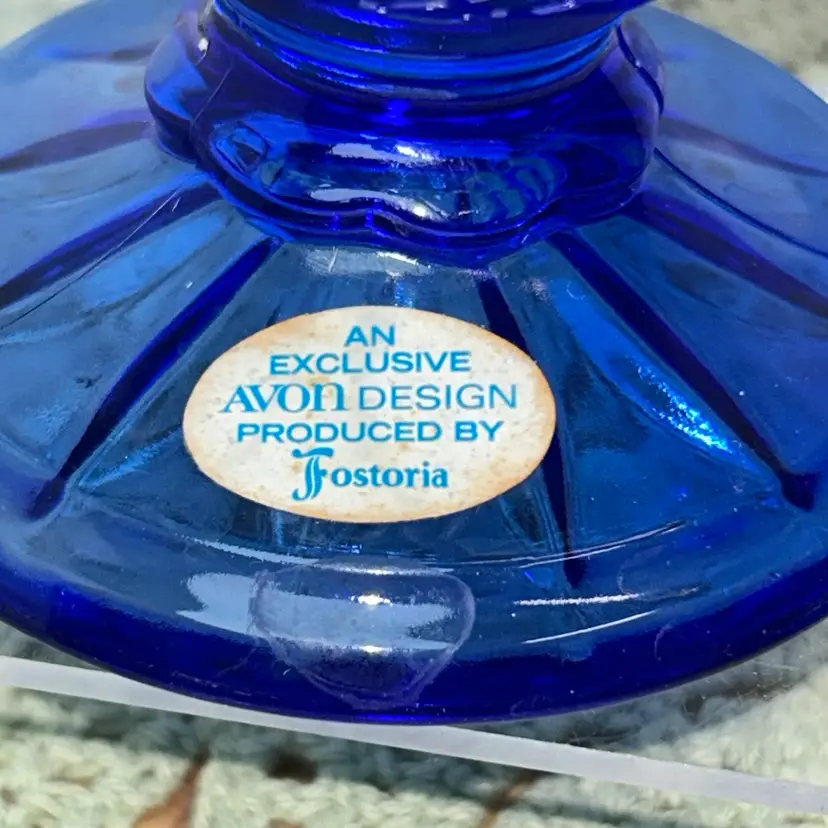 AN
EXCLUSIVE
AVON DESIGN
PRODUCED BY
Fostoria